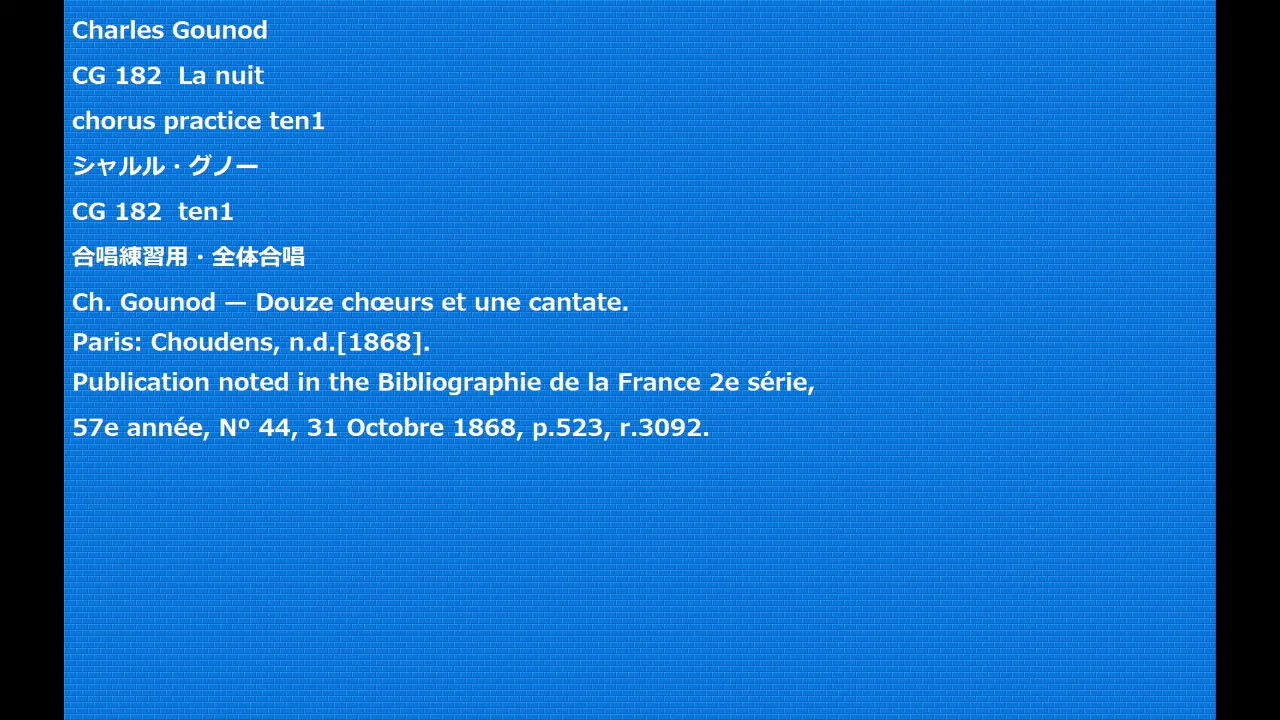 Charles Gounod
CG 182  La nuit
chorus practice ten1
シャルル・グノー
CG 182  ten1
合唱練習用・全体合唱
Ch. Gounod — Douze chœurs et une cantate.
Paris: Choudens, n.d.[1868].
Publication noted in the Bibliographie de la France 2e série,
57e année, Nº 44, 31 Octobre 1868, p.523, r.3092.